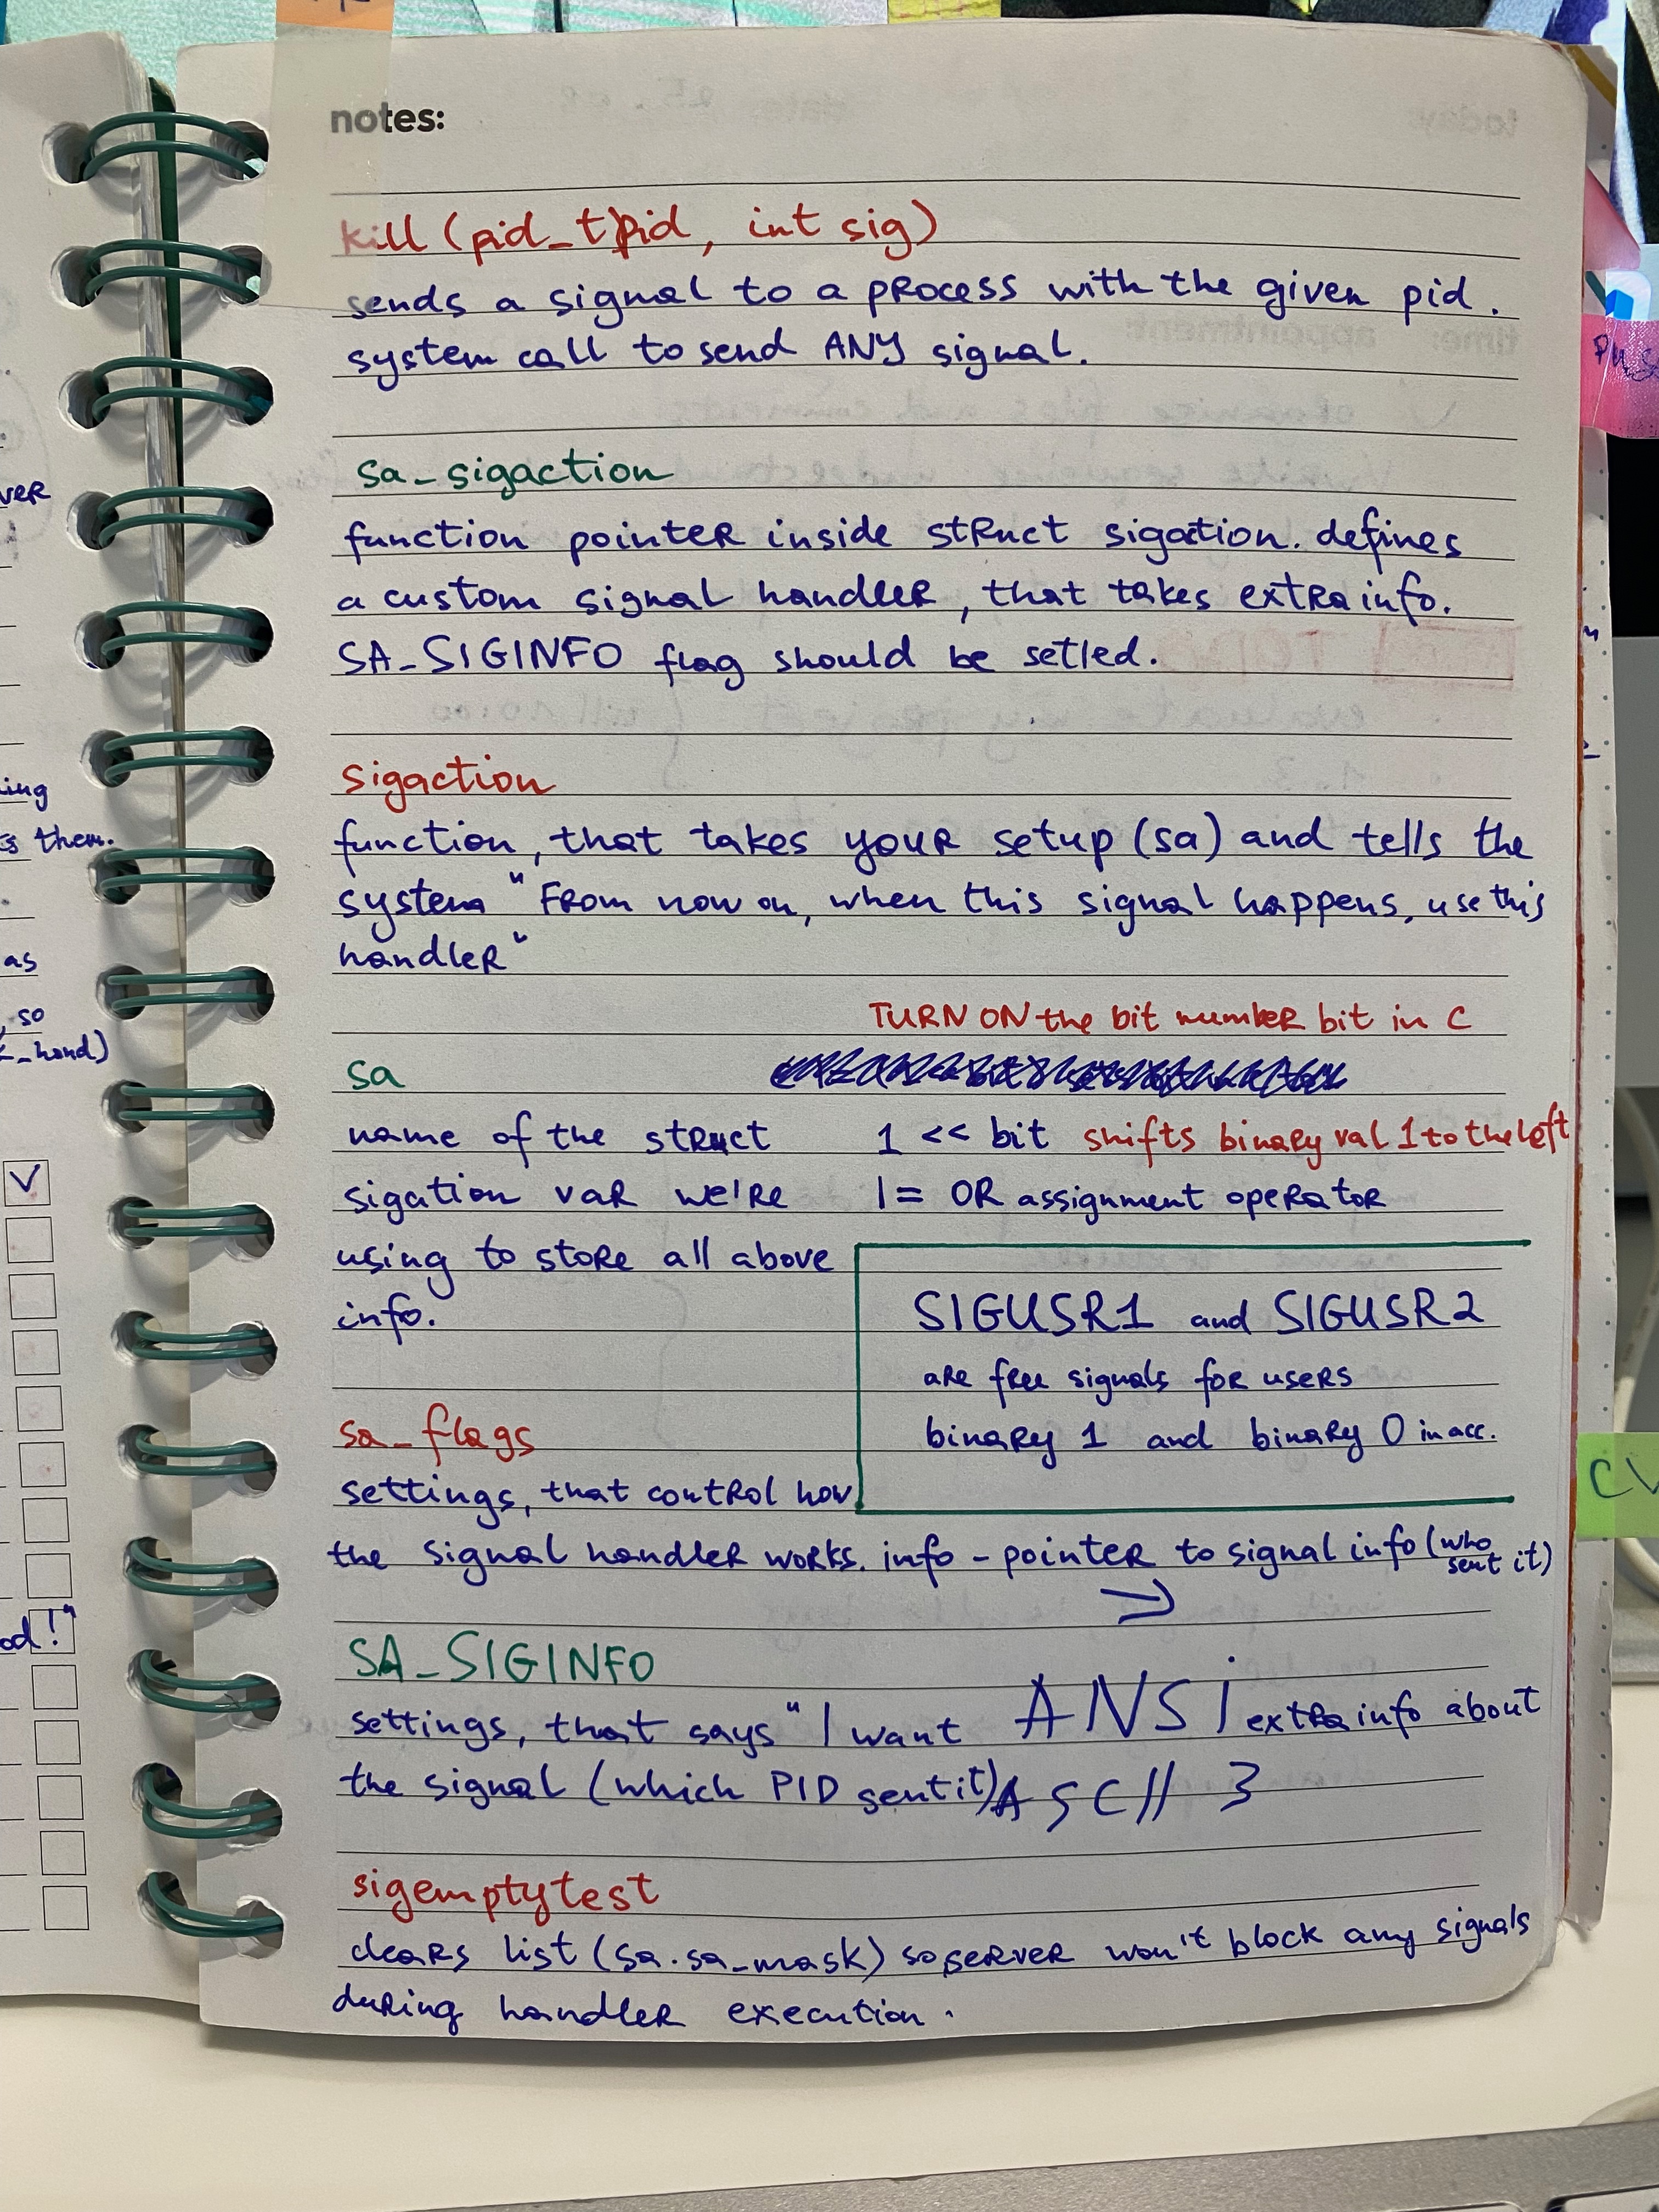 notes:
kill (pid_t pid, int sig)
sends a signal to a process with the given pid.
system call to send ANY signal.
sa_sigaction
function pointer inside struct sigaction. defines
a custom signal handler, that takes extra info.
SA_SIGINFO flag should be setled.
sigaction
function, that takes your setup (sa) and tells the
system "From now on, when this signal happens, use this
handler"
TURN ON the bit number bit in C
sa
name of the struct
sigation var we're
using to store all above
info.
1 << bit shifts binary val 1 to the left
|= OR assignment operator
SIGUSR1 and SIGUSR2
are free signals for users
binary 1 and binary 0 in acc.
sa_flags
settings, that control how
the signal handler works. info - pointer to signal info (who
sent it)
SA_SIGINFO
settings, that says "I want extra info about
the signal (which PID sent it)
ANSI
ASCII 3
sigemptytest
clears list (sa.sa_mask) so server won't block any signals
during handler execution.
ver
ing
s them.
as
, so
_hand)
V
od!"
CV